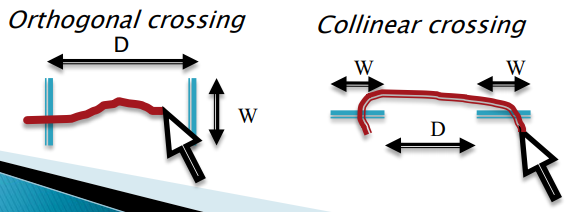 Orthogonal crossing
D
W
Collinear crossing
W W
D